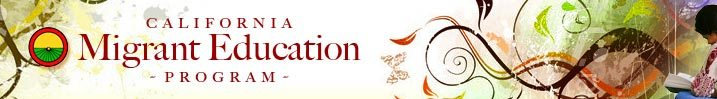 CALIFORNIA
Migrant Education
- PROGRAM -